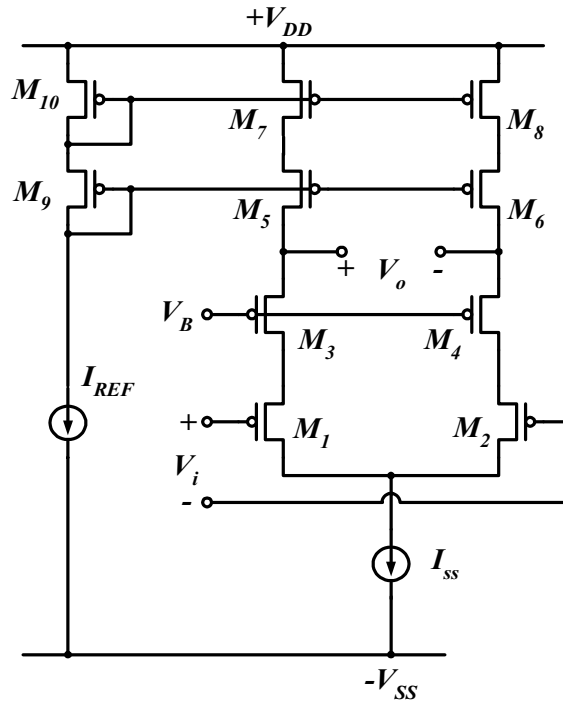 +V_DD
M_10
M_7
M_8
M_9
M_5
M_6
+ V_o -
V_B
M_3
M_4
I_REF
+
M_1
M_2
V_i
-
I_ss
-V_SS